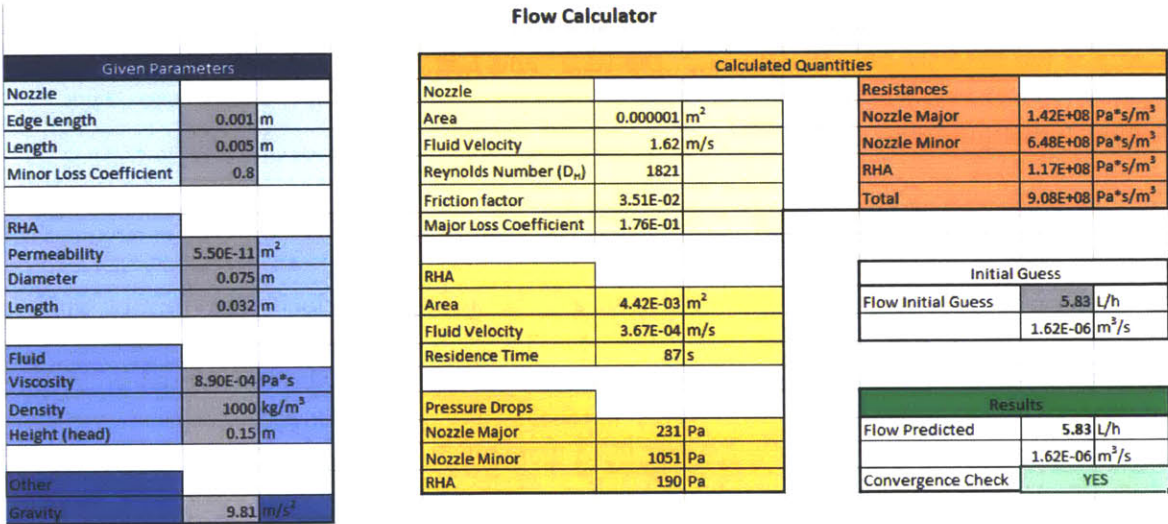 Flow Calculator
Given Parameters
Nozzle
Edge Length 0.001 m
Length 0.005 m
Minor Loss Coefficient 0.8
RHA
Permeability 5.50E-11 m²
Diameter 0.075 m
Length 0.032 m
Fluid
Viscosity 8.90E-04 Pa*s
Density 1000 kg/m³
Height (head) 0.15 m
Other
Gravity 9.81 m/s²
Calculated Quantities
Nozzle
Area 0.000001 m²
Fluid Velocity 1.62 m/s
Reynolds Number (D_H) 1821
Friction factor 3.51E-02
Major Loss Coefficient 1.76E-01
RHA
Area 4.42E-03 m²
Fluid Velocity 3.67E-04 m/s
Residence Time 87 s
Pressure Drops
Nozzle Major 231 Pa
Nozzle Minor 1051 Pa
RHA 190 Pa
Resistances
Nozzle Major 1.42E+08 Pa*s/m³
Nozzle Minor 6.48E+08 Pa*s/m³
RHA 1.17E+08 Pa*s/m³
Total 9.08E+08 Pa*s/m³
Initial Guess
Flow Initial Guess 5.83 L/h
1.62E-06 m³/s
Results
Flow Predicted 5.83 L/h
1.62E-06 m³/s
Convergence Check YES